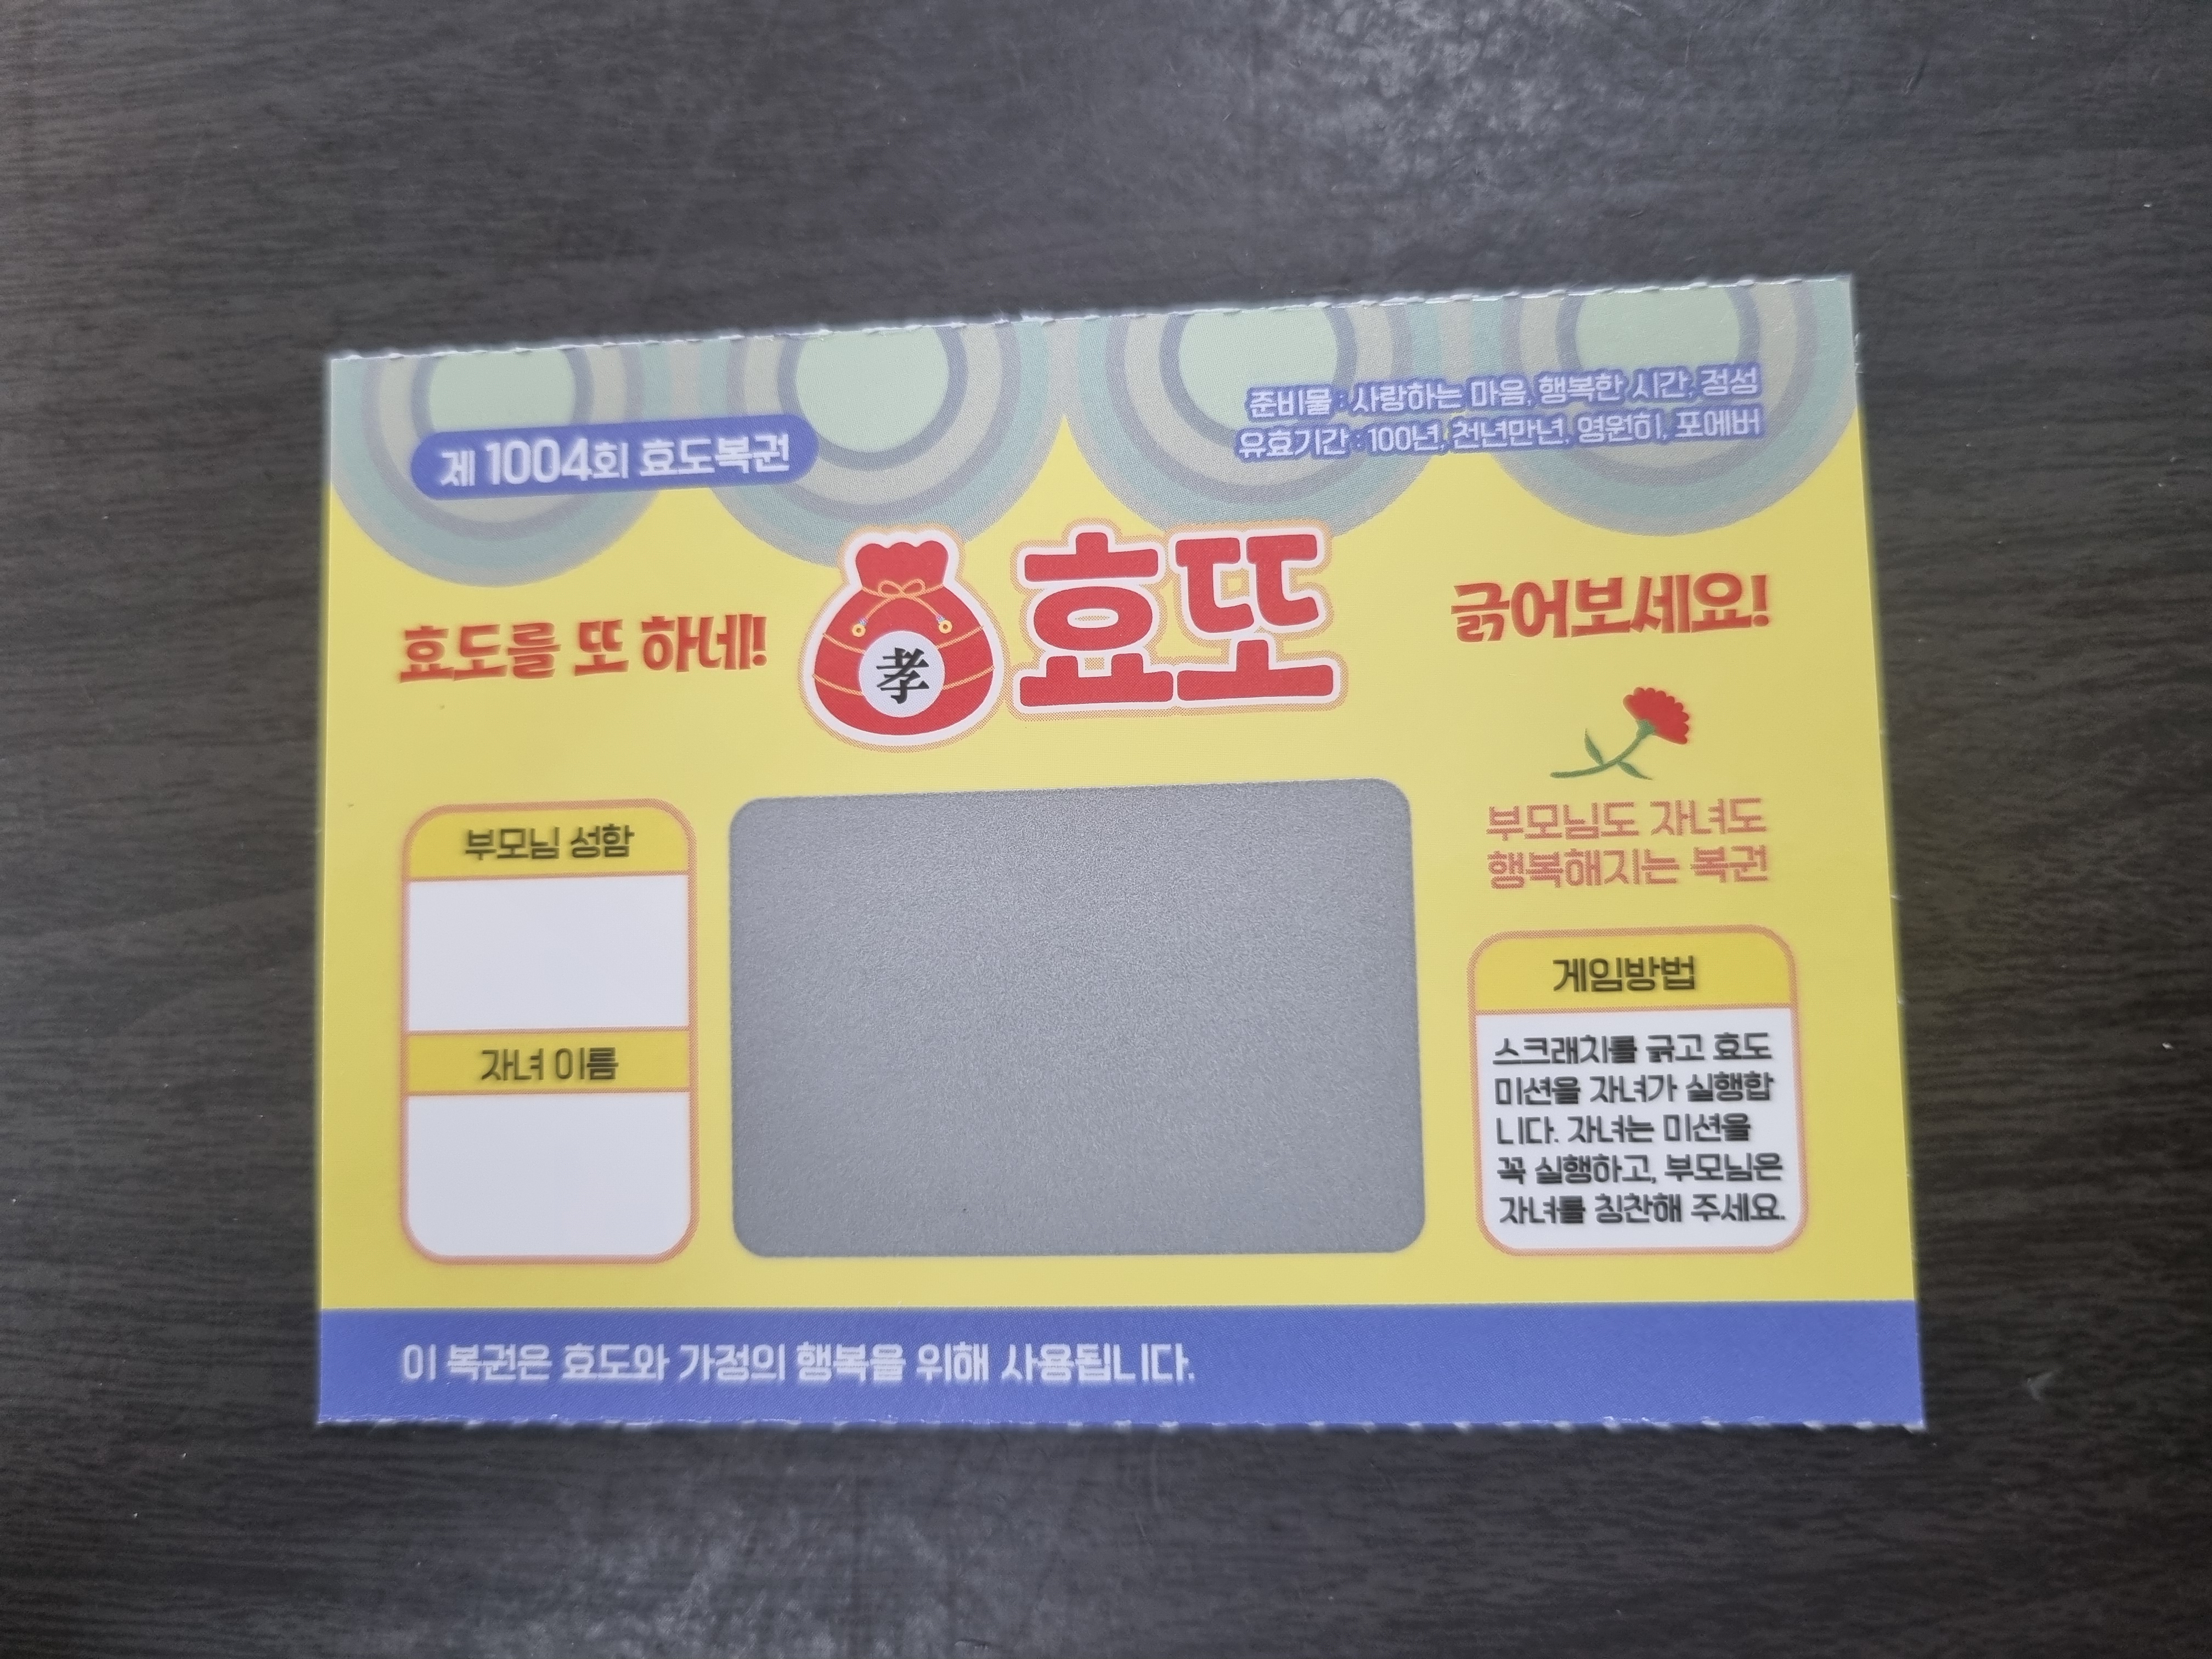 제 1004회 효도복권
준비물 : 사랑하는 마음, 행복한 시간, 정성
유효기간 : 100년, 천년만년, 영원히, 포에버
효도를 또 하네!
孝
효또
긁어보세요!
부모님 성함
자녀 이름
부모님도 자녀도
행복해지는 복권
게임방법
스크래치를 긁고 효도
미션을 자녀가 실행합
니다. 자녀는 미션을
꼭 실행하고, 부모님은
자녀를 칭찬해 주세요.
이 복권은 효도와 가정의 행복을 위해 사용됩니다.